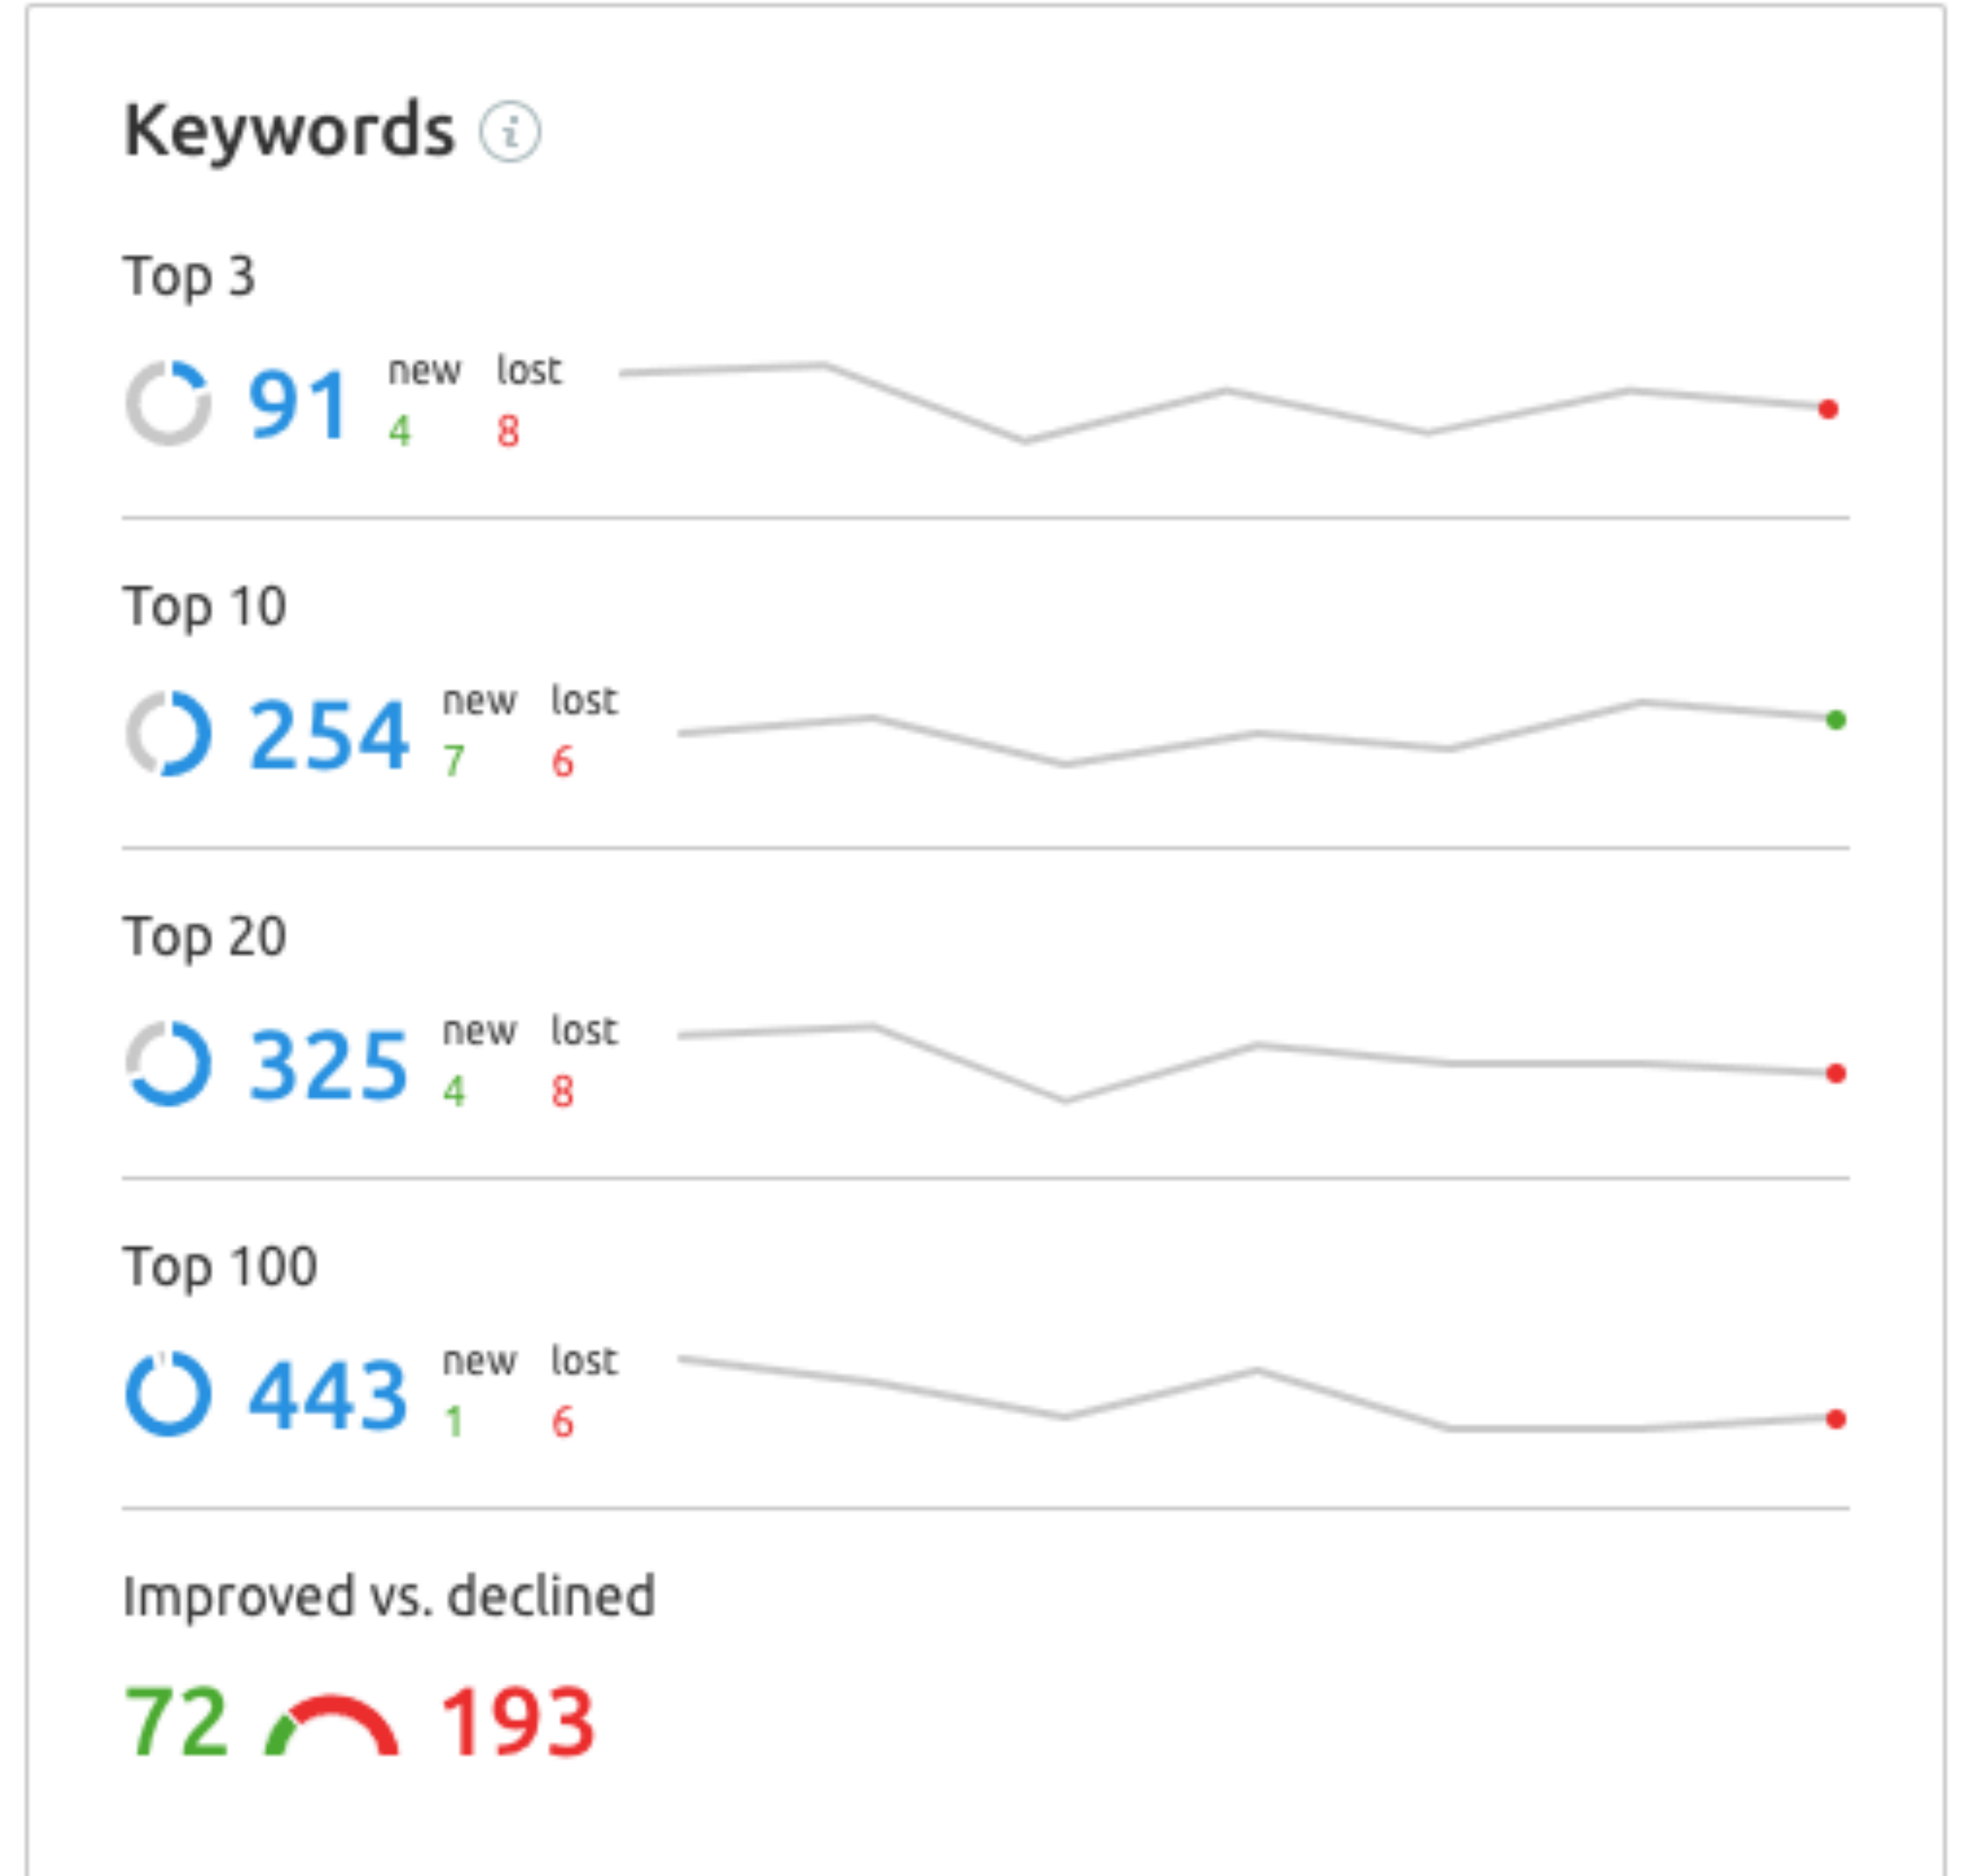 Keywords i
Top 3
91 new lost
4 8
Top 10
254 new lost
7 6
Top 20
325 new lost
4 8
Top 100
443 new lost
1 6
Improved vs. declined
72 193